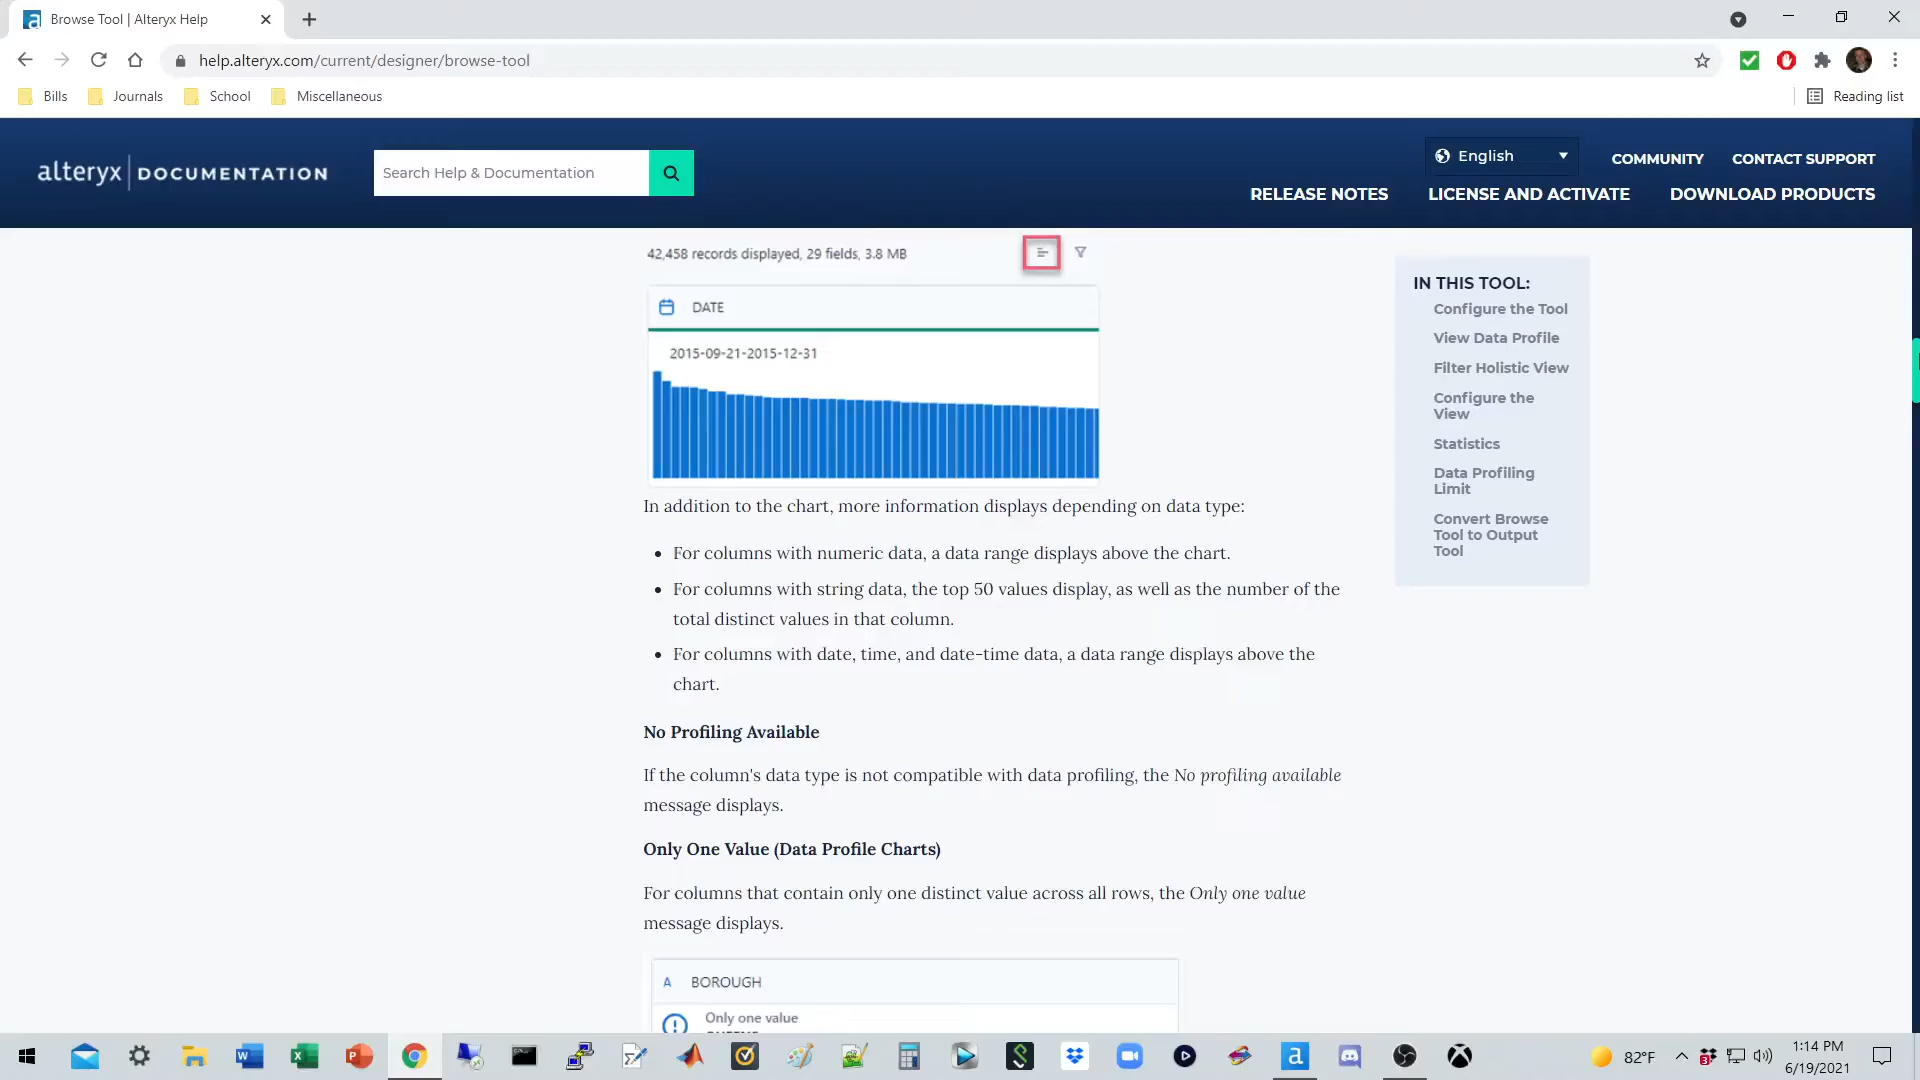 Browse Tool | Alteryx Help
help.alteryx.com/current/designer/browse-tool
Bills
Journals
School
Miscellaneous
Reading list
alteryx DOCUMENTATION
Search Help & Documentation
English
COMMUNITY
CONTACT SUPPORT
RELEASE NOTES
LICENSE AND ACTIVATE
DOWNLOAD PRODUCTS
42,458 records displayed, 29 fields, 3.8 MB
DATE
2015-09-21-2015-12-31
In addition to the chart, more information displays depending on data type:
• For columns with numeric data, a data range displays above the chart.
• For columns with string data, the top 50 values display, as well as the number of the
total distinct values in that column.
• For columns with date, time, and date-time data, a data range displays above the
chart.
No Profiling Available
If the column's data type is not compatible with data profiling, the No profiling available
message displays.
Only One Value (Data Profile Charts)
For columns that contain only one distinct value across all rows, the Only one value
message displays.
A BOROUGH
Only one value
IN THIS TOOL:
Configure the Tool
View Data Profile
Filter Holistic View
Configure the
View
Statistics
Data Profiling
Limit
Convert Browse
Tool to Output
Tool
82°F
1:14 PM
6/19/2021